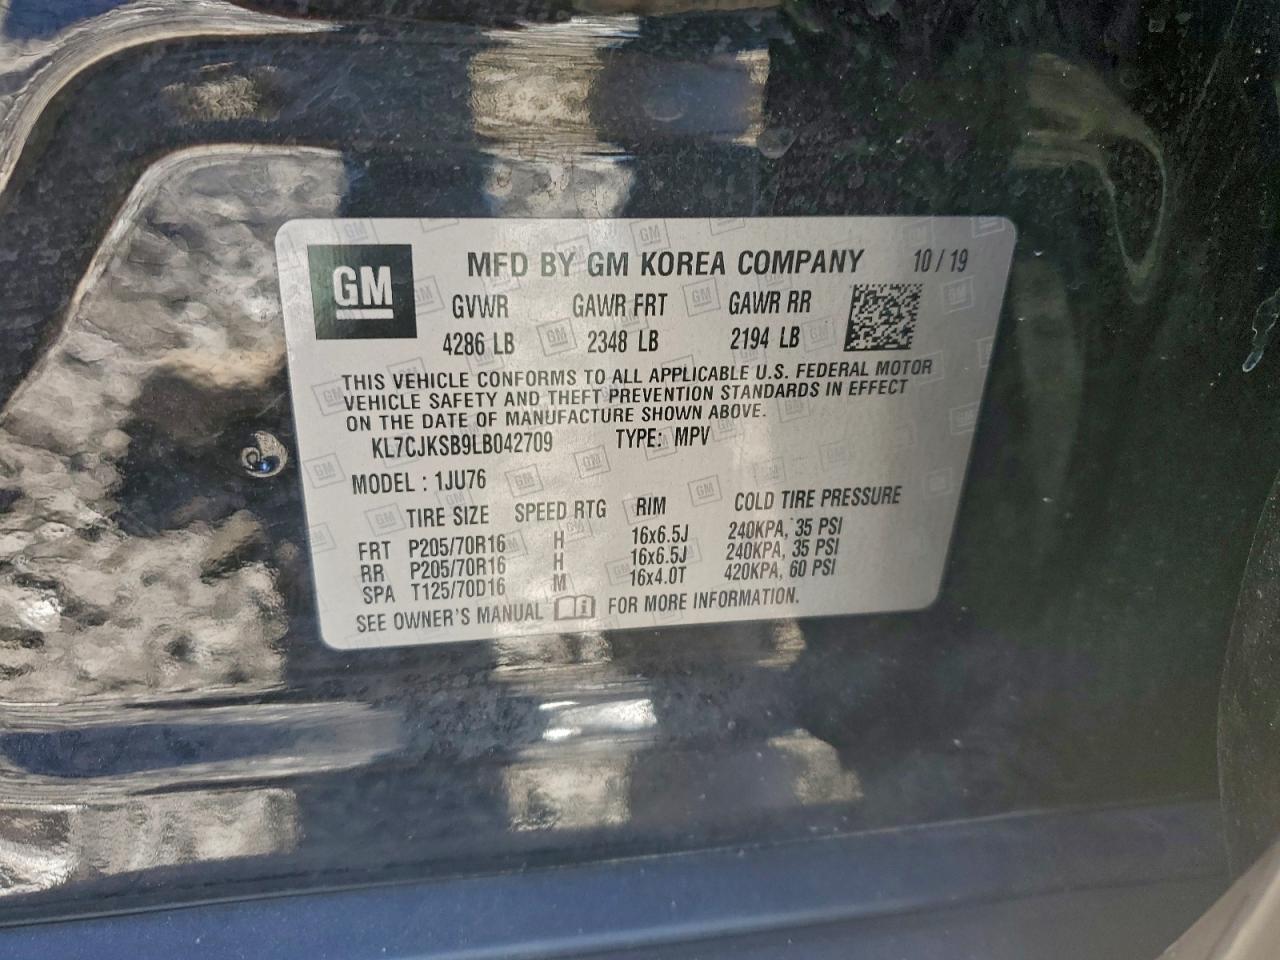 GM
MFD BY GM KOREA COMPANY 10/19
GVWR GAWR FRT GAWR RR
4286 LB 2348 LB 2194 LB
THIS VEHICLE CONFORMS TO ALL APPLICABLE U.S. FEDERAL MOTOR
VEHICLE SAFETY AND THEFT PREVENTION STANDARDS IN EFFECT
ON THE DATE OF MANUFACTURE SHOWN ABOVE.
KL7CJKSB9LB042709 TYPE: MPV
MODEL : 1JU76
TIRE SIZE SPEED RTG RIM COLD TIRE PRESSURE
FRT P205/70R16 H 16x6.5J 240KPA, 35 PSI
RR P205/70R16 H 16x6.5J 240KPA, 35 PSI
SPA T125/70D16 M 16x4.0T 420KPA, 60 PSI
SEE OWNER'S MANUAL FOR MORE INFORMATION.